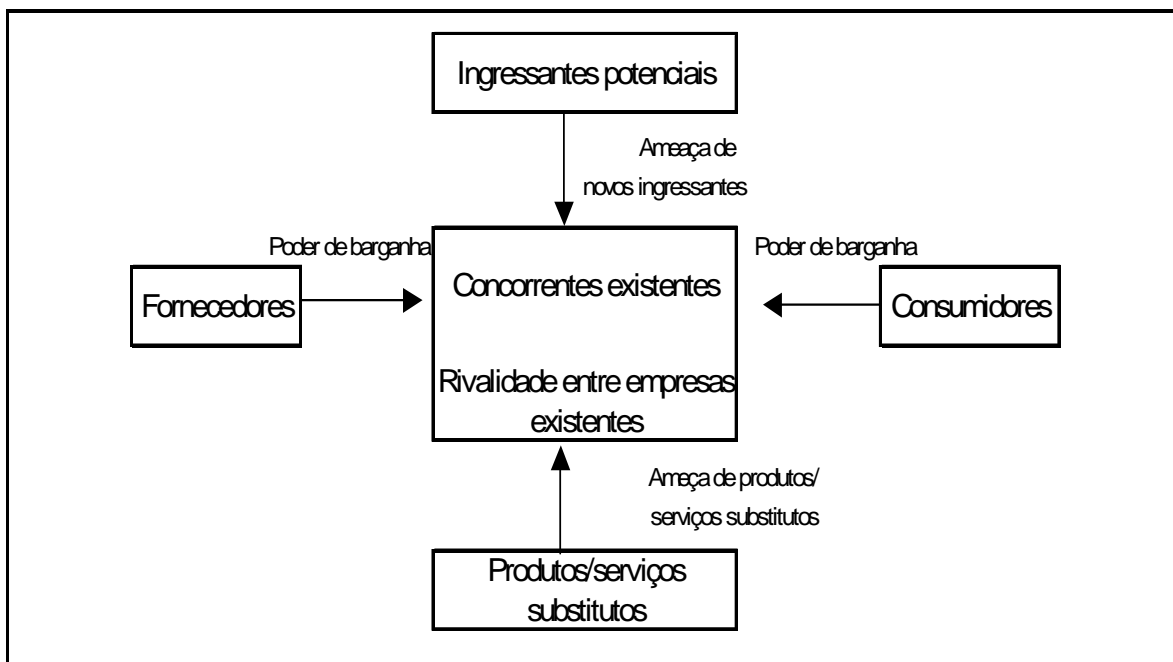 Ingressantes potenciais
Ameaça de
novos ingressantes
Poder de barganha
Poder de barganha
Fornecedores
Concorrentes existentes
Consumidores
Rivalidade entre empresas
existentes
Ameça de produtos/
serviços substitutos
Produtos/serviços
substitutos